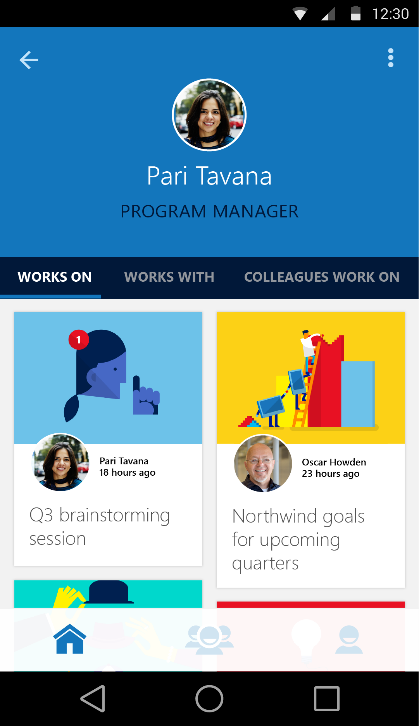 12:30
Pari Tavana
PROGRAM MANAGER
WORKS ON
WORKS WITH
COLLEAGUES WORK ON
1
Pari Tavana
18 hours ago
Q3 brainstorming
session
Oscar Howden
23 hours ago
Northwind goals
for upcoming
quarters